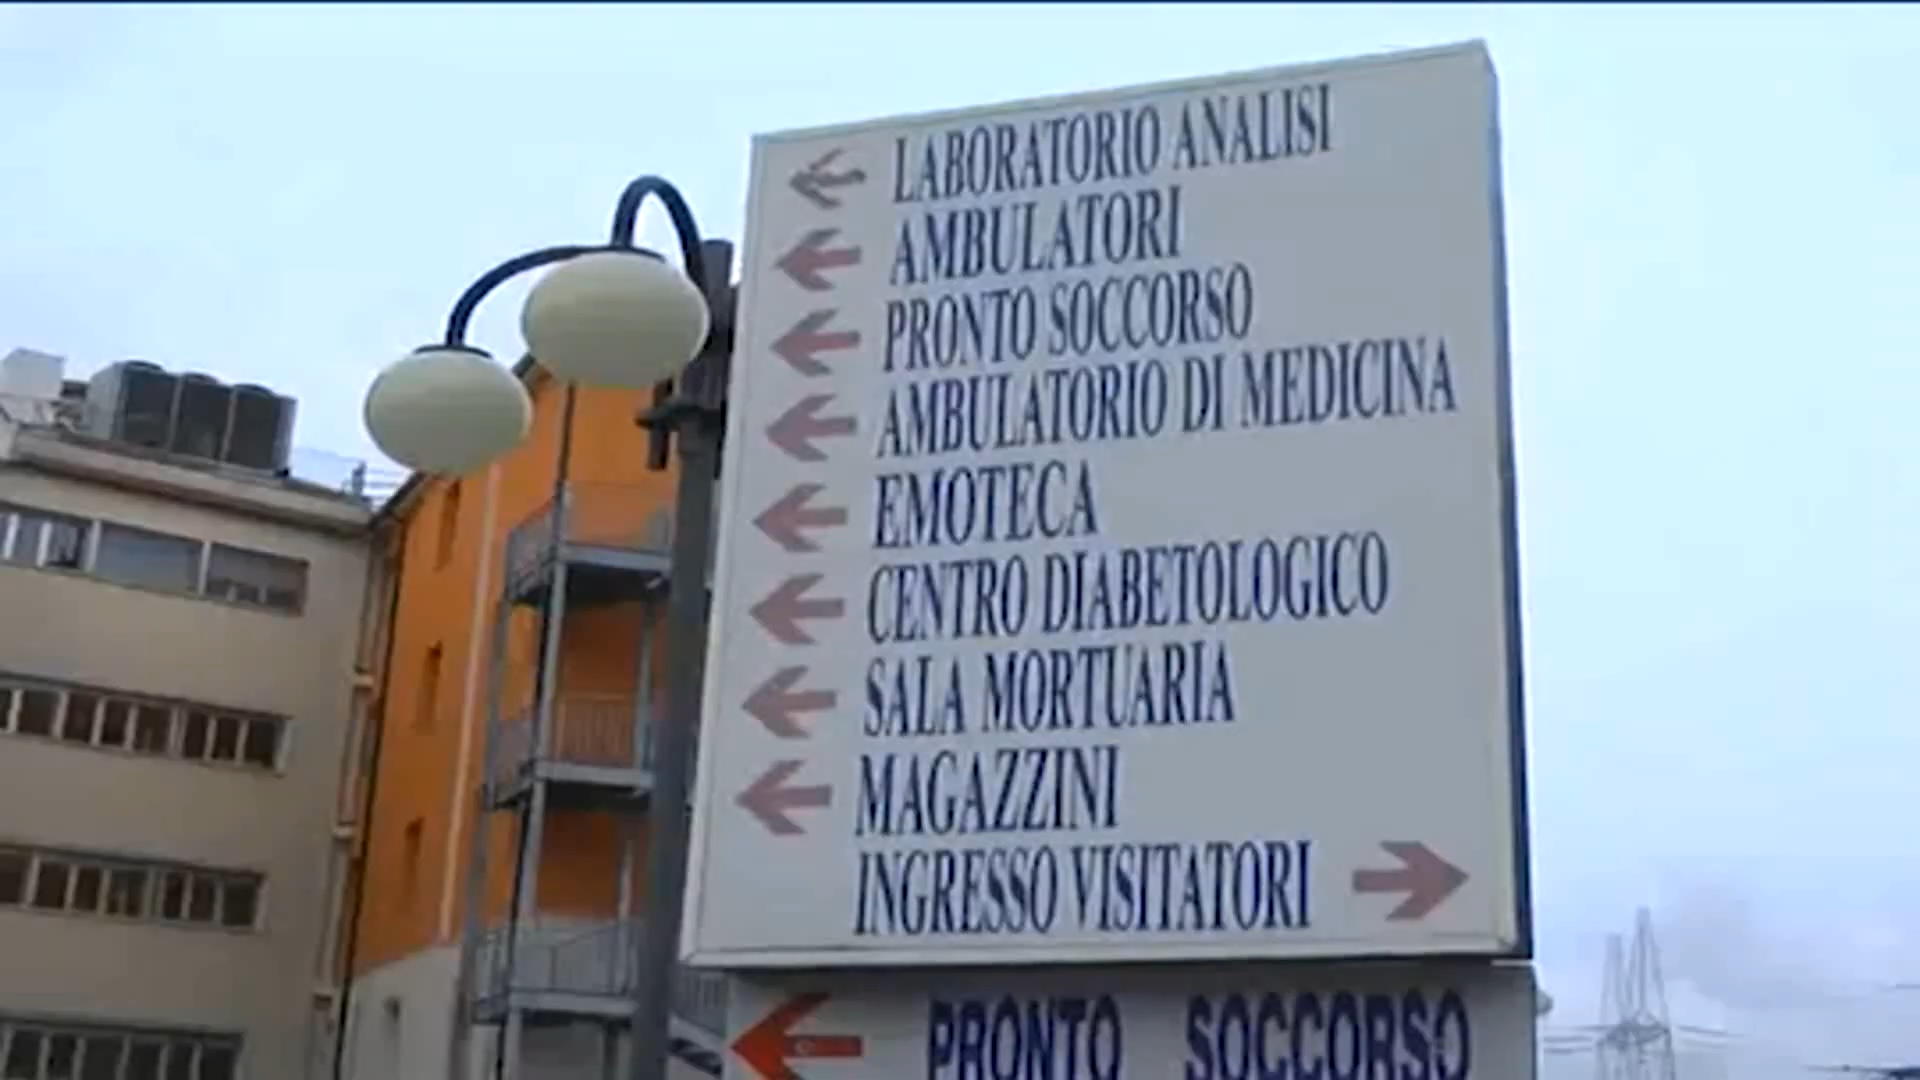 LABORATORIO ANALISI
AMBULATORI
PRONTO SOCCORSO
AMBULATORIO DI MEDICINA
EMOTECA
CENTRO DIABETOLOGICO
SALA MORTUARIA
MAGAZZINI
INGRESSO VISITATORI
PRONTO SOCCORSO